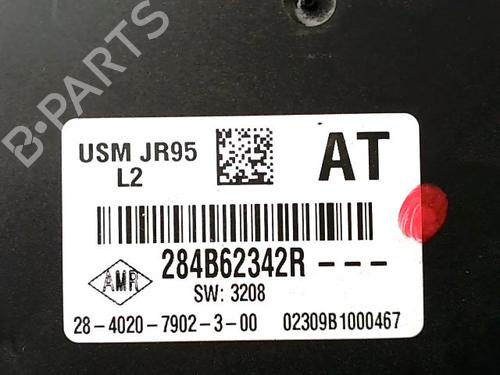 B-PARTS
USM JR95
L2
AT
284B62342R---
AMR
SW: 3208
28-4020-7902-3-00
02309B1000467